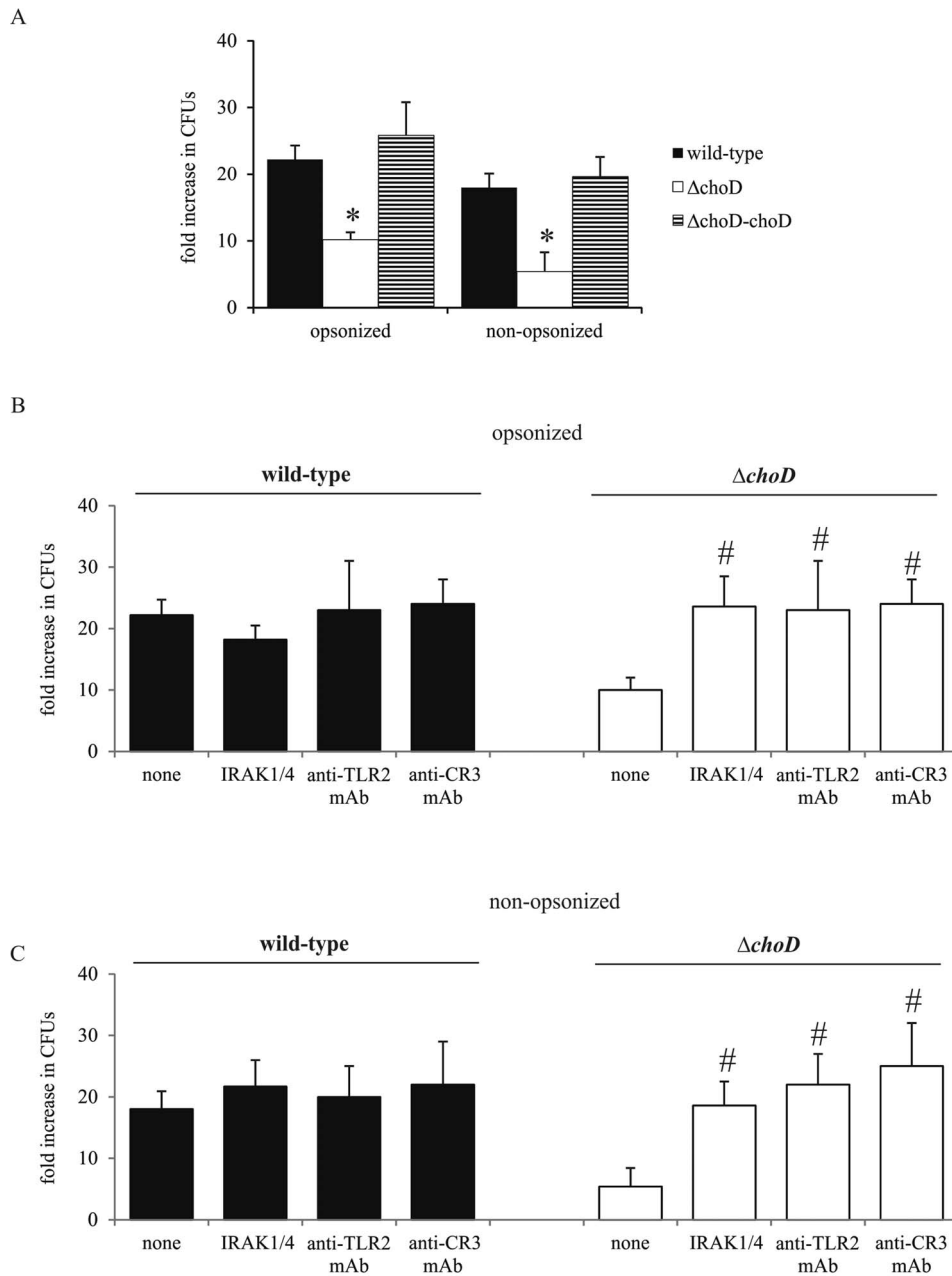 A
fold increase in CFUs
40
30
20
10
0
*
*
opsonized
non-opsonized
wild-type
ΔchoD
ΔchoD-choD
B
opsonized
wild-type
ΔchoD
fold increase in CFUs
40
30
20
10
0
#
#
#
none
IRAK1/4
anti-TLR2
mAb
anti-CR3
mAb
none
IRAK1/4
anti-TLR2
mAb
anti-CR3
mAb
non-opsonized
C
wild-type
ΔchoD
fold increase in CFUs
40
30
20
10
0
#
#
#
none
IRAK1/4
anti-TLR2
mAb
anti-CR3
mAb
none
IRAK1/4
anti-TLR2
mAb
anti-CR3
mAb